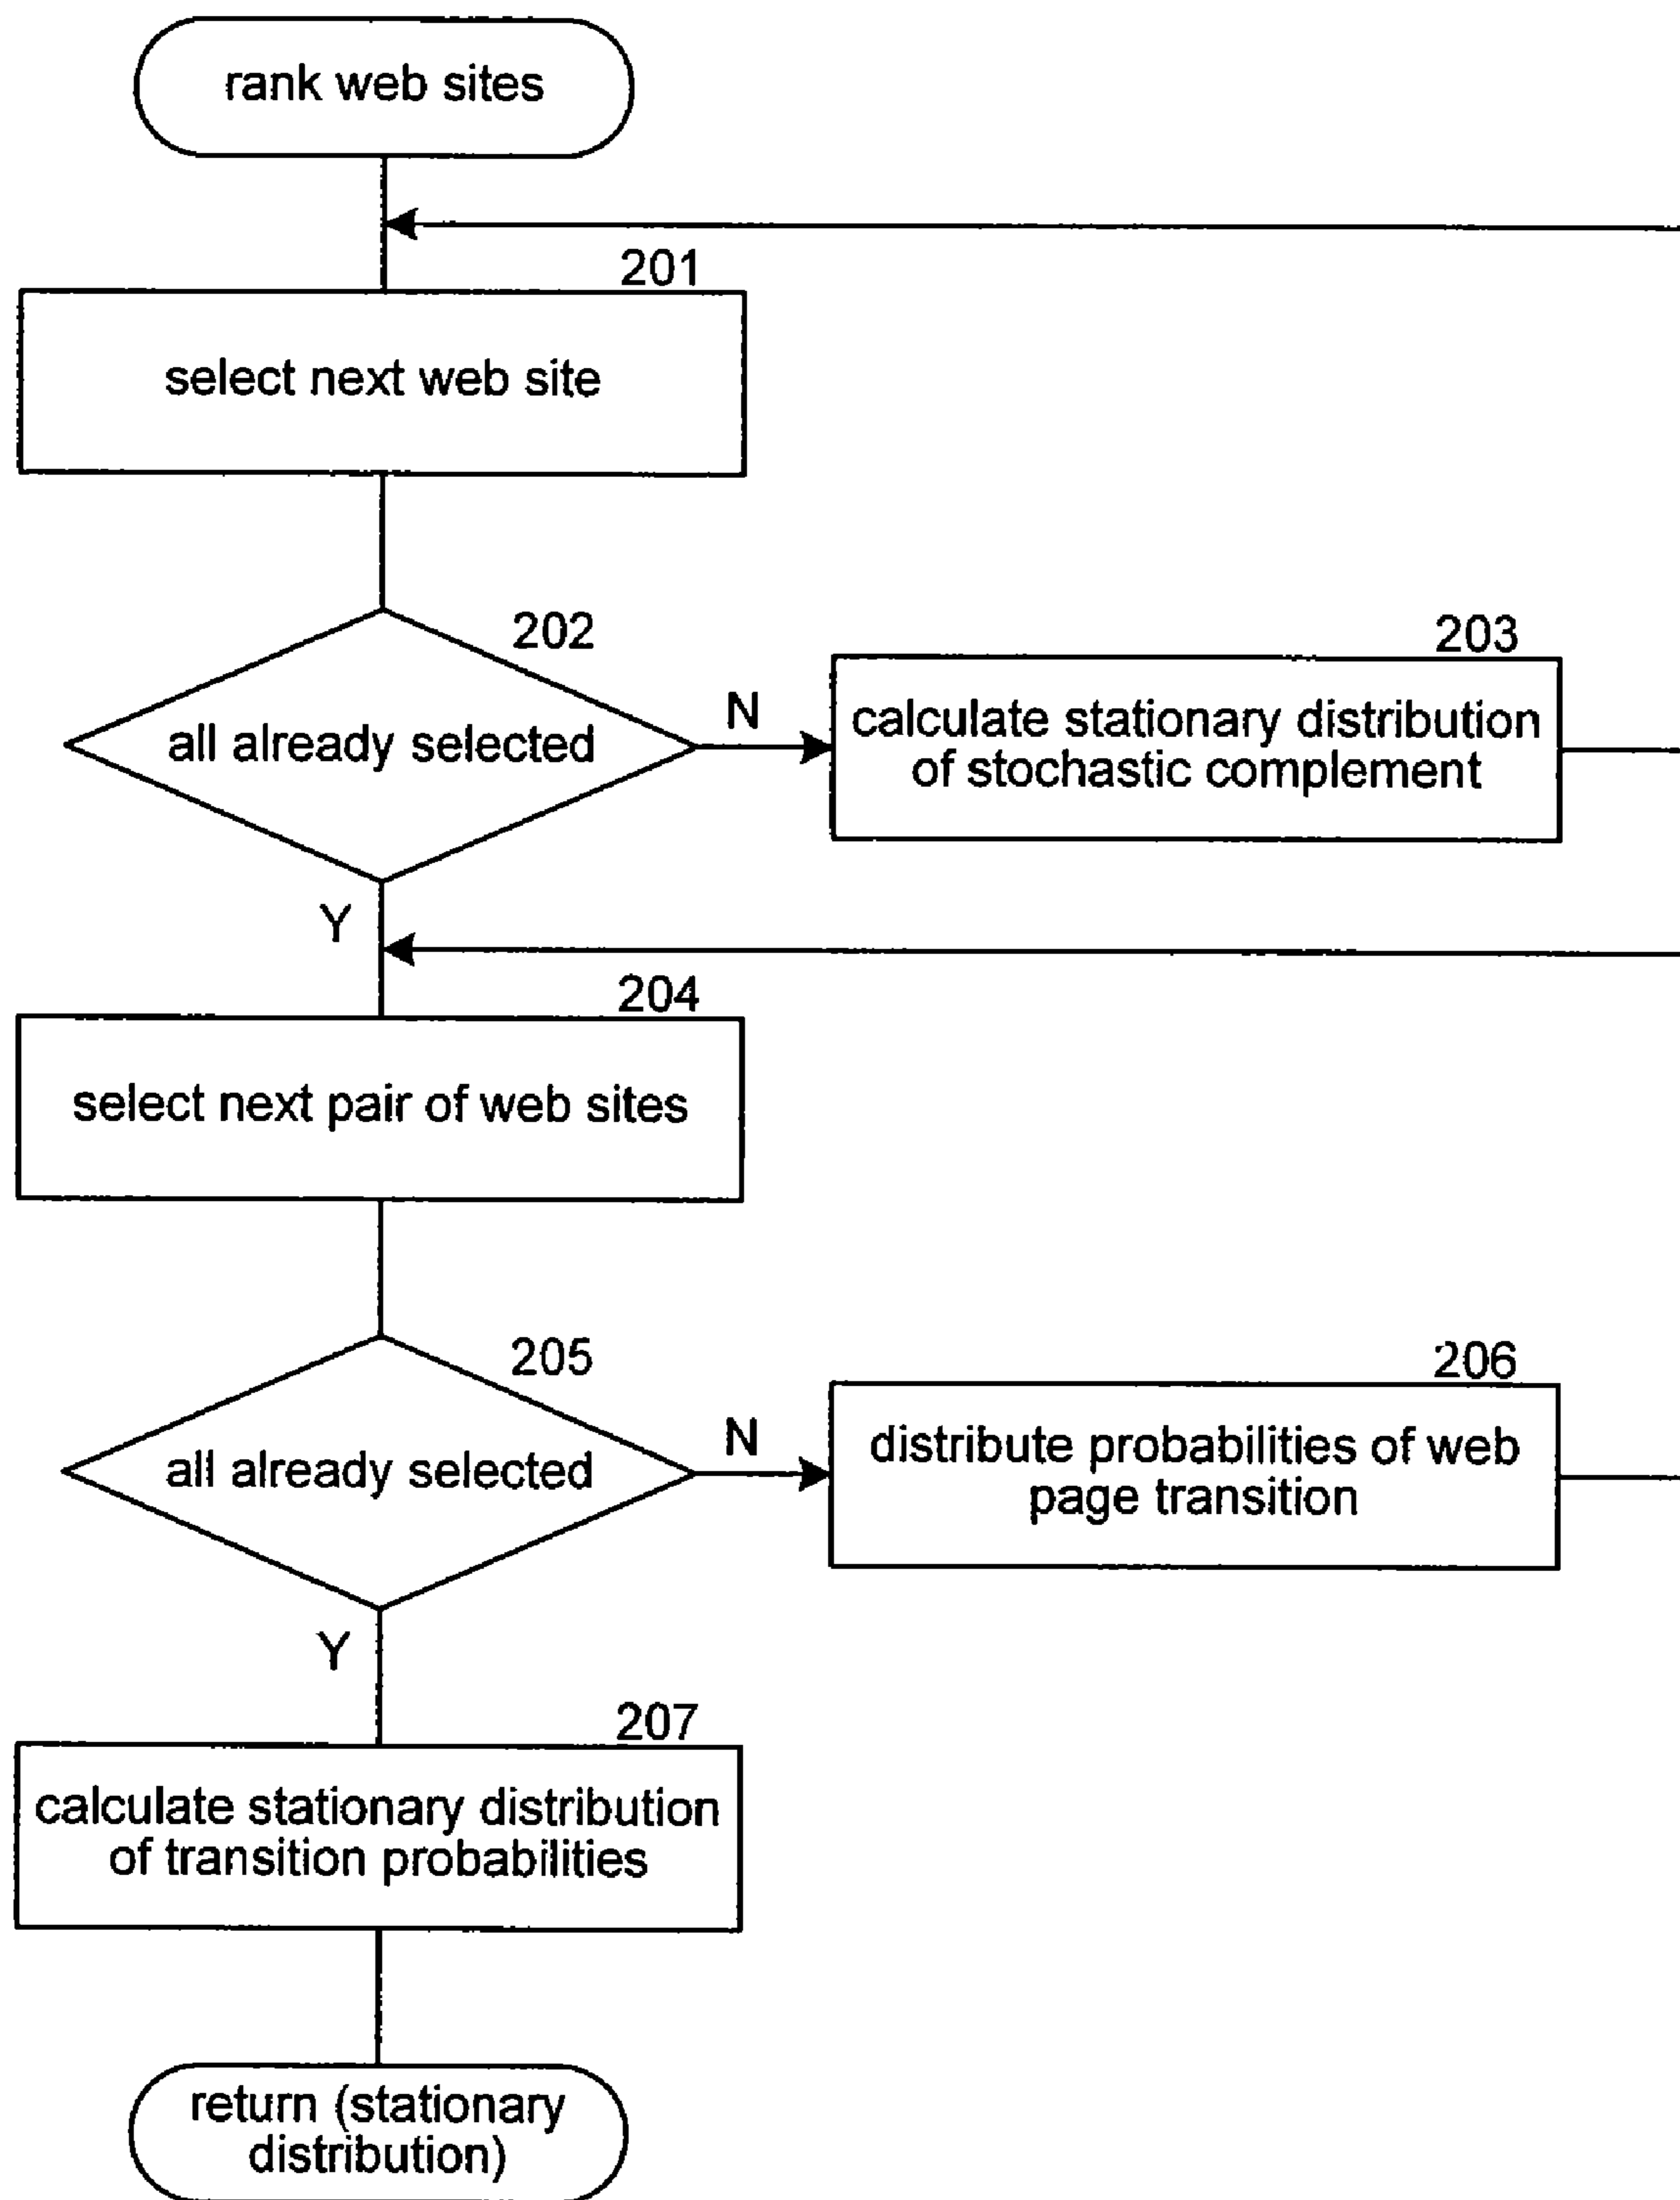 rank web sites
201
select next web site
202
all already selected
N
203
calculate stationary distribution
of stochastic complement
Y
204
select next pair of web sites
205
all already selected
N
206
distribute probabilities of web
page transition
Y
207
calculate stationary distribution
of transition probabilities
return (stationary
distribution)